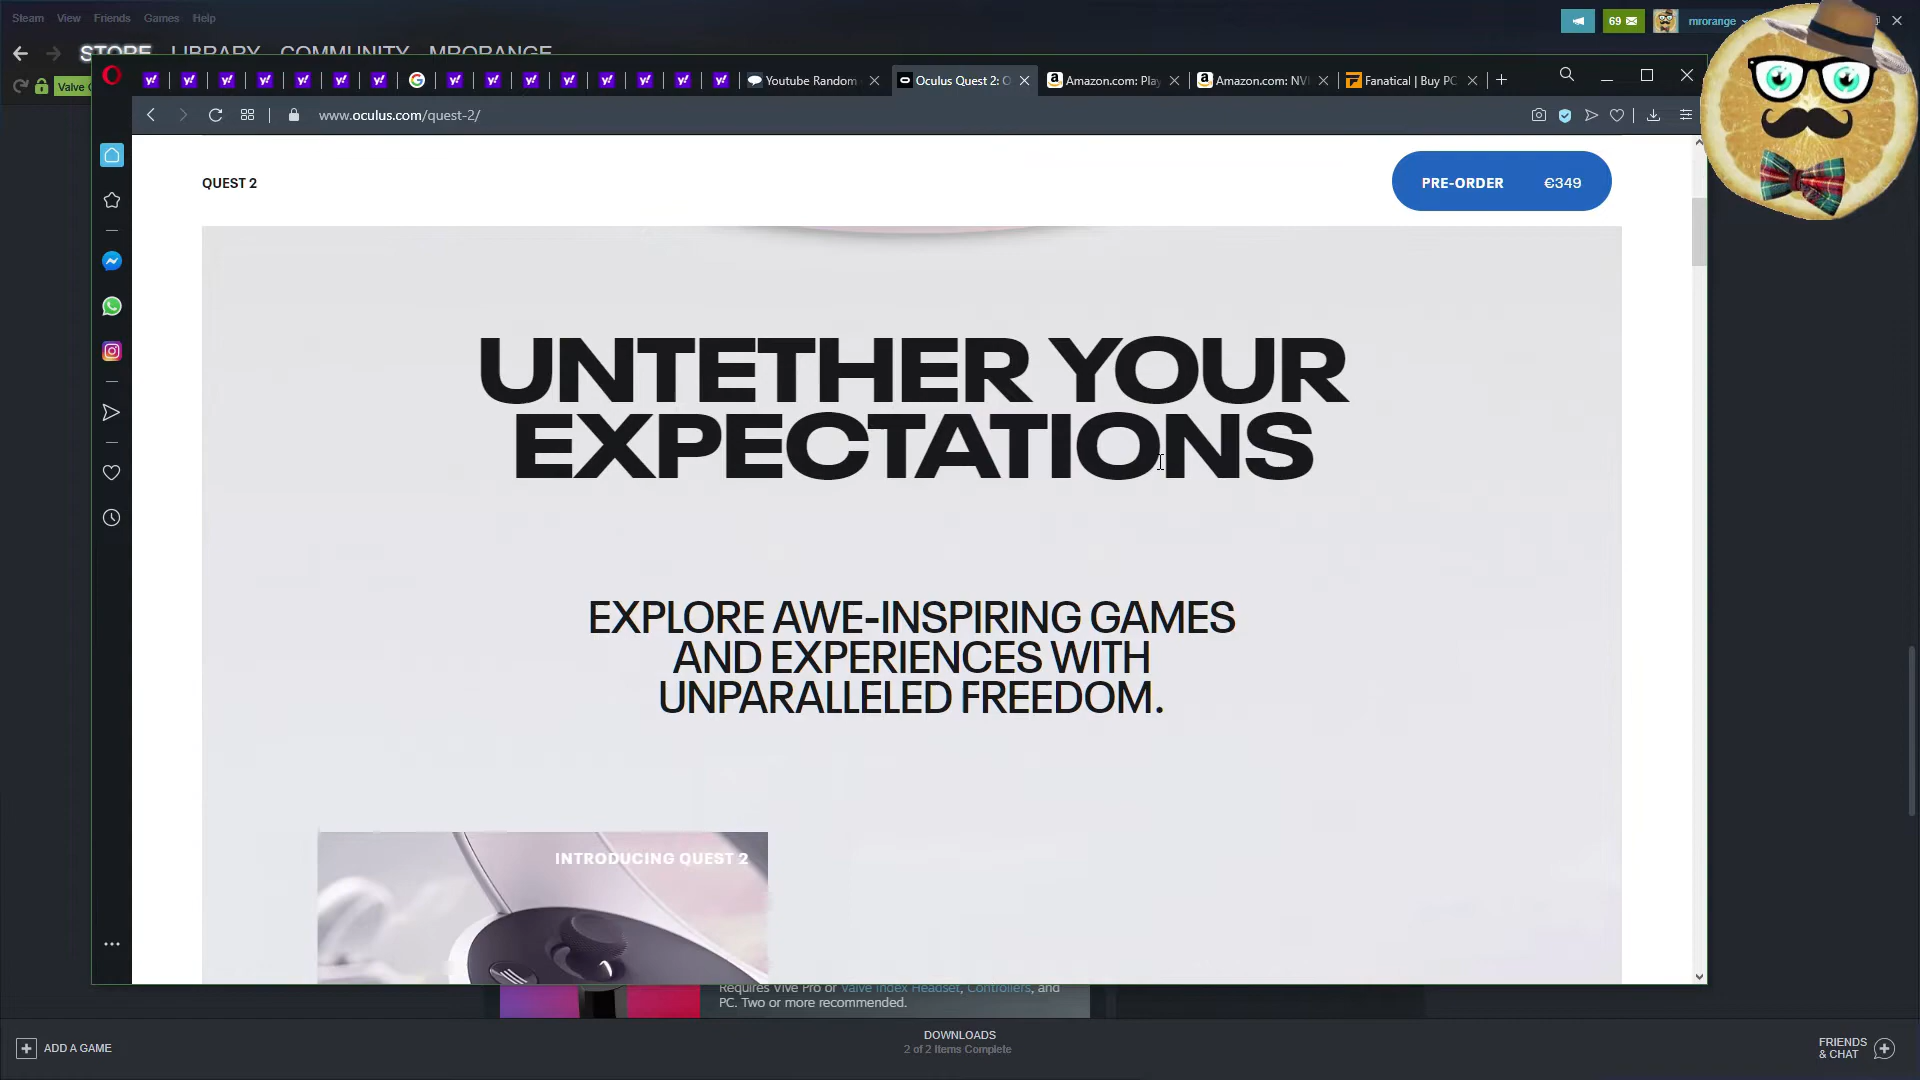 Steam View Friends Games Help
69
mrorange
STORE LIBRARY COMMUNITY MRORANGE
Valve
Youtube Random
Oculus Quest 2: O
Amazon.com: Play
Amazon.com: NVI
Fanatical | Buy PC
www.oculus.com/quest-2/
QUEST 2
PRE-ORDER €349
UNTETHER YOUR
EXPECTATIONS
EXPLORE AWE-INSPIRING GAMES
AND EXPERIENCES WITH
UNPARALLELED FREEDOM.
INTRODUCING QUEST 2
Requires Vive Pro or Valve Index Headset, Controllers, and
PC. Two or more recommended.
ADD A GAME
DOWNLOADS
2 of 2 Items Complete
FRIENDS
& CHAT